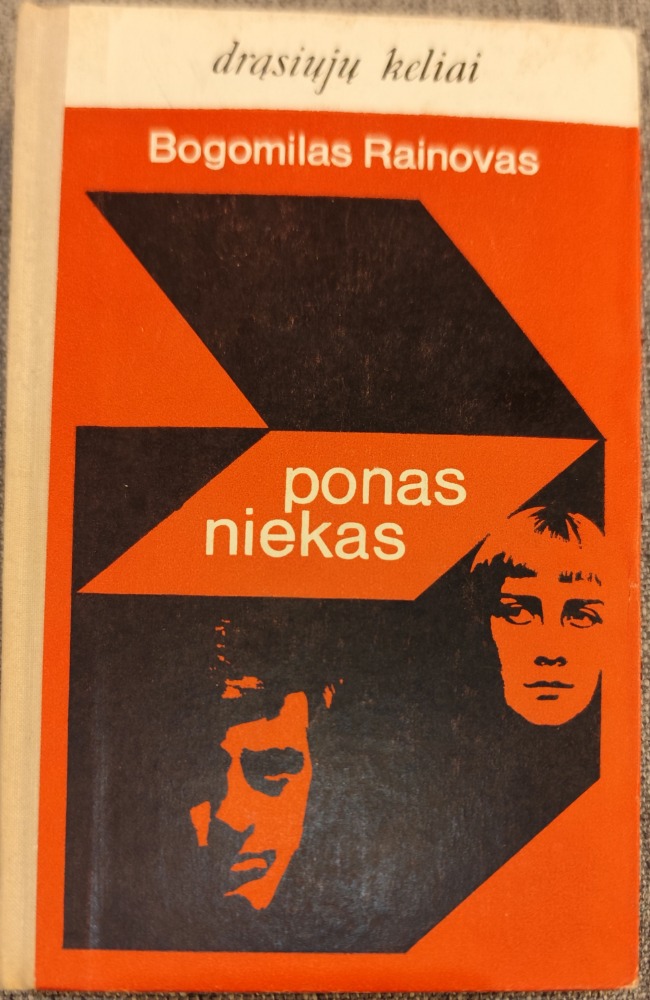 drąsiųjų keliai
Bogomilas Rainovas
ponas
niekas